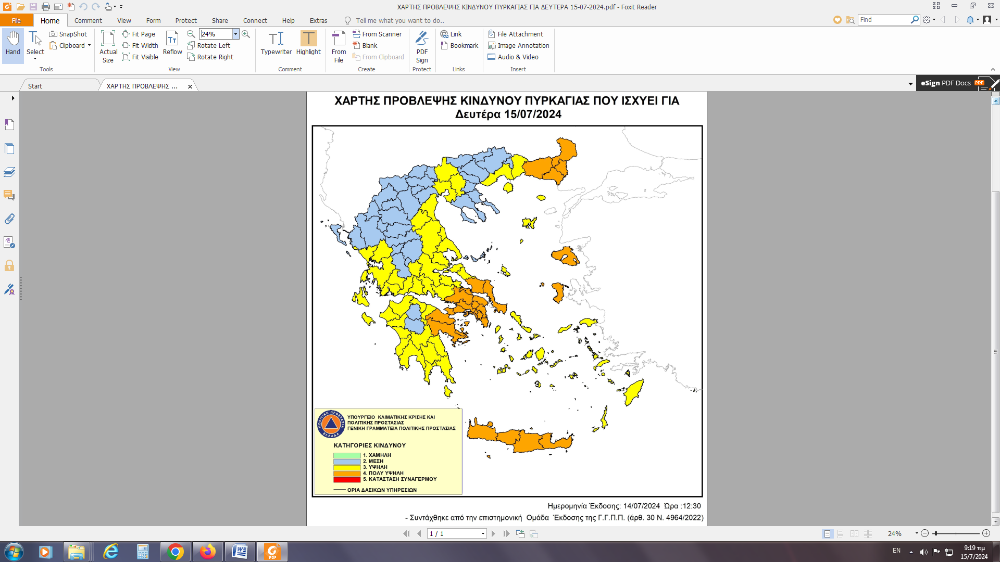 ΧΑΡΤΗΣ ΠΡΟΒΛΕΨΗΣ ΚΙΝΔΥΝΟΥ ΠΥΡΚΑΓΙΑΣ ΓΙΑ ΔΕΥΤΕΡΑ 15-07-2024.pdf - Foxit Reader
File Home Comment View Form Protect Share Connect Help Extras Tell me what you want to do.. Find
Hand
Select
SnapShot
Clipboard
Tools
Actual Size
Fit Page
Fit Width
Fit Visible
Reflow
24%
Rotate Left
Rotate Right
View
Typewriter
Highlight
Comment
From File
From Scanner
Blank
From Clipboard
Create
PDF Sign
Protect
Link
Bookmark
Links
File Attachment
Image Annotation
Audio & Video
Insert
Start
ΧΑΡΤΗΣ ΠΡΟΒΛΕΨΗΣ ...
eSign PDF Docs PDF
ΧΑΡΤΗΣ ΠΡΟΒΛΕΨΗΣ ΚΙΝΔΥΝΟΥ ΠΥΡΚΑΓΙΑΣ ΠΟΥ ΙΣΧΥΕΙ ΓΙΑ
Δευτέρα 15/07/2024
ΠΟΛΙΤΙΚΗ ΠΡΟΣΤΑΣΙΑ
ΕΛΛΑΔΑ
ΥΠΟΥΡΓΕΙΟ ΚΛΙΜΑΤΙΚΗΣ ΚΡΙΣΗΣ ΚΑΙ
ΠΟΛΙΤΙΚΗΣ ΠΡΟΣΤΑΣΙΑΣ
ΓΕΝΙΚΗ ΓΡΑΜΜΑΤΕΙΑ ΠΟΛΙΤΙΚΗΣ ΠΡΟΣΤΑΣΙΑΣ
ΚΑΤΗΓΟΡΙΕΣ ΚΙΝΔΥΝΟΥ
1. ΧΑΜΗΛΗ
2. ΜΕΣΗ
3. ΥΨΗΛΗ
4. ΠΟΛΥ ΥΨΗΛΗ
5. ΚΑΤΑΣΤΑΣΗ ΣΥΝΑΓΕΡΜΟΥ
ΟΡΙΑ ΔΑΣΙΚΩΝ ΥΠΗΡΕΣΙΩΝ
Ημερομηνία Έκδοσης: 14/07/2024 Ώρα :12:30
- Συντάχθηκε από την επιστημονική Ομάδα Έκδοσης της Γ.Γ.Π.Π. (άρθ. 30 Ν. 4964/2022)
1 / 1
24%
EN
9:19 πμ
15/7/2024